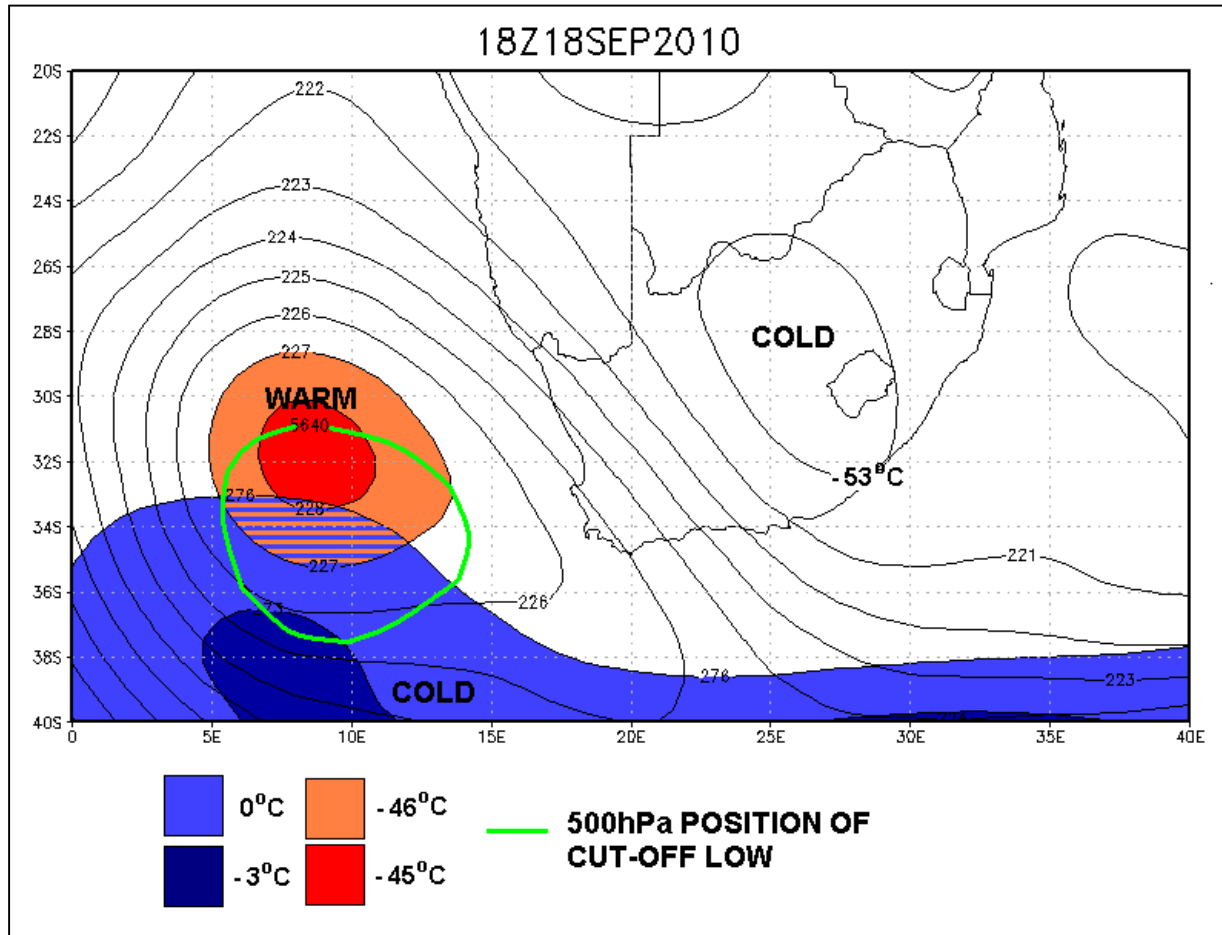 18Z18SEP2010
20S
222
22S
223
24S
224
26S
225
226
28S
COLD
227
30S
WARM
5640
32S
-53°C
276
228
34S
227
221
36S
226
73
38S
276
223
COLD
40S
0
5E
10E
15E
20E
25E
30E
35E
40E
0°C
-46°C
500hPa POSITION OF
CUT-OFF LOW
-3°C
-45°C